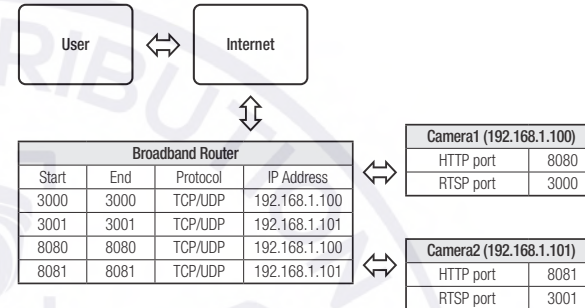 User
Internet
Broadband Router
Start End Protocol IP Address
3000 3000 TCP/UDP 192.168.1.100
3001 3001 TCP/UDP 192.168.1.101
8080 8080 TCP/UDP 192.168.1.100
8081 8081 TCP/UDP 192.168.1.101
Camera1 (192.168.1.100)
HTTP port 8080
RTSP port 3000
Camera2 (192.168.1.101)
HTTP port 8081
RTSP port 3001